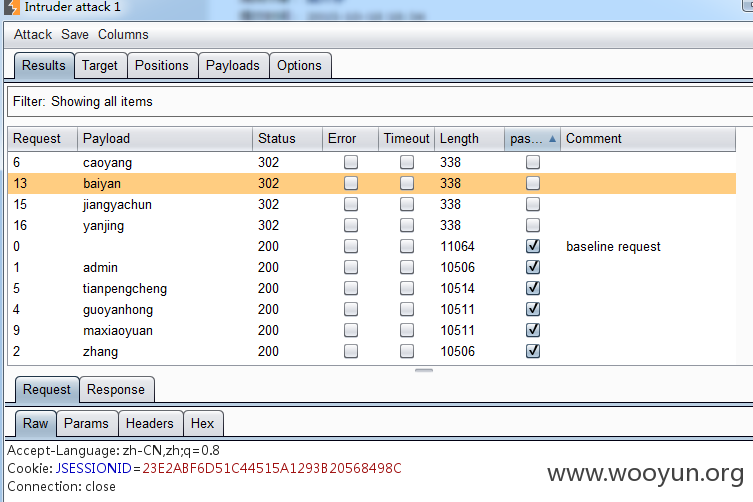 Intruder attack 1
Attack Save Columns
Results Target Positions Payloads Options
Filter: Showing all items
Request Payload Status Error Timeout Length pas... Comment
6 caoyang 302 338
13 baiyan 302 338
15 jiangyachun 302 338
16 yanjing 302 338
0 200 11064 baseline request
1 admin 200 10506
5 tianpengcheng 200 10514
4 guoyanhong 200 10511
9 maxiaoyuan 200 10511
2 zhang 200 10506
Request Response
Raw Params Headers Hex
Accept-Language: zh-CN,zh;q=0.8
Cookie: JSESSIONID=23E2ABF6D51C44515A1293B20568498C
Connection: close
www.wooyun.org